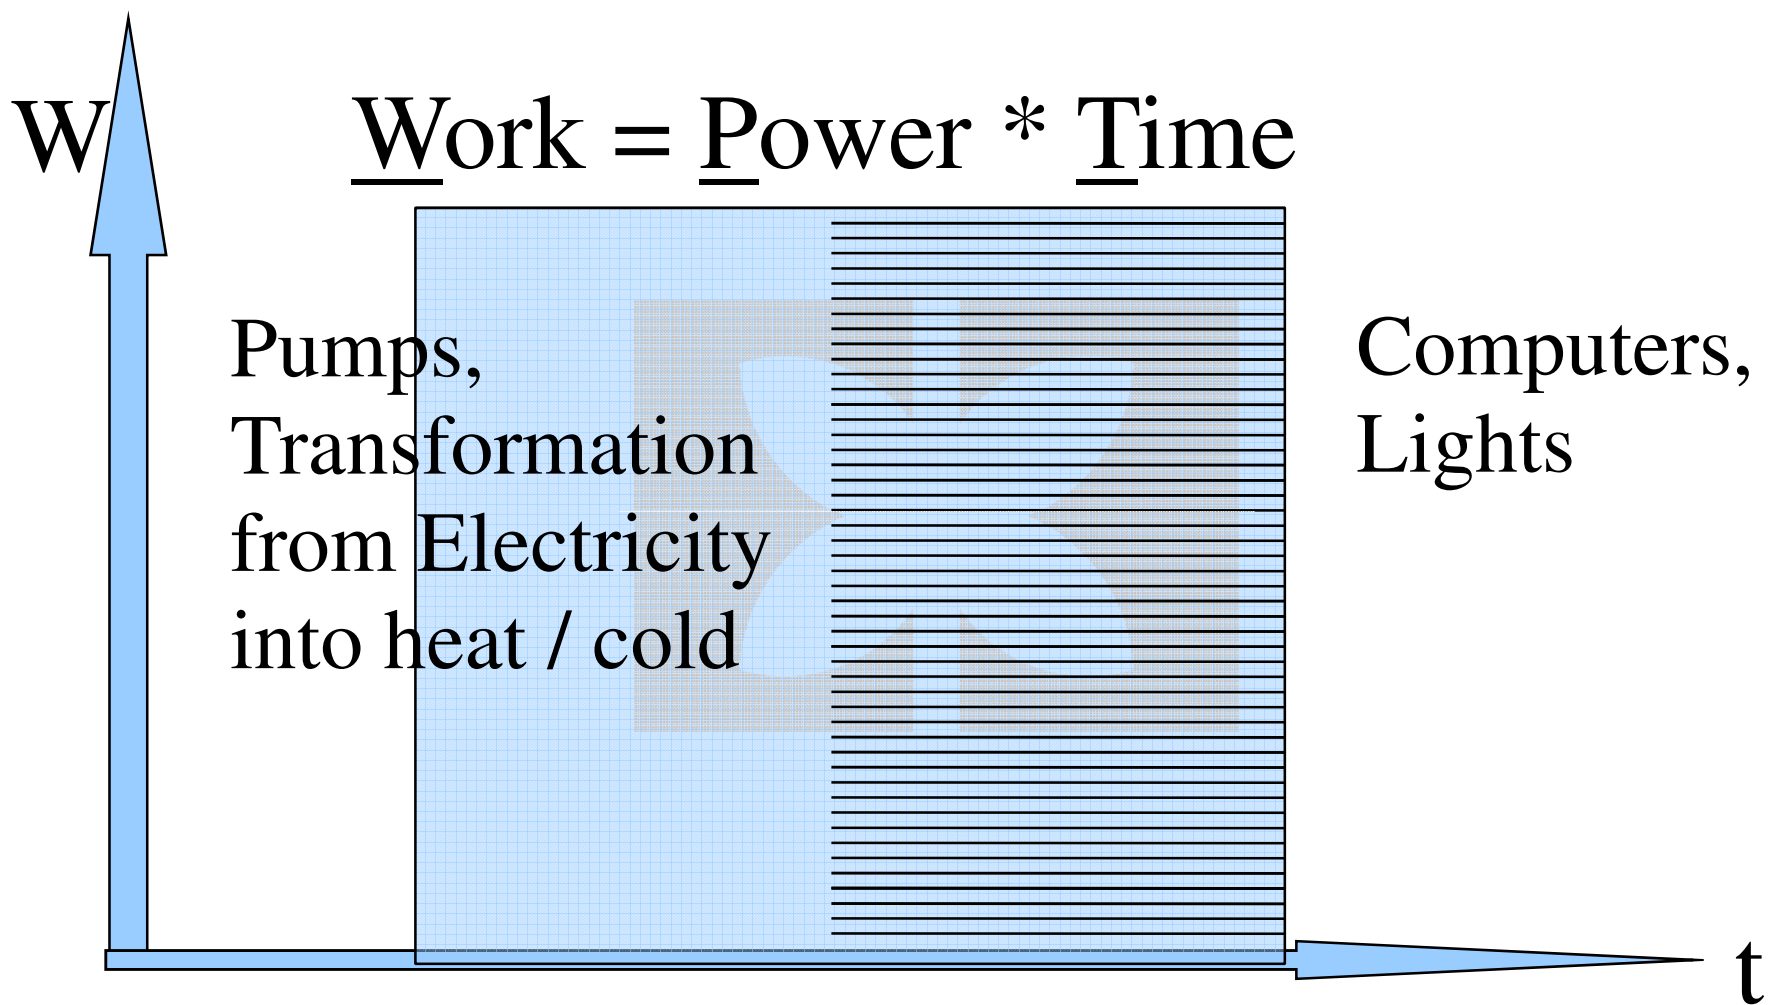 W
Work = Power * Time
Pumps,
Transformation
from Electricity
into heat / cold
Computers,
Lights
t